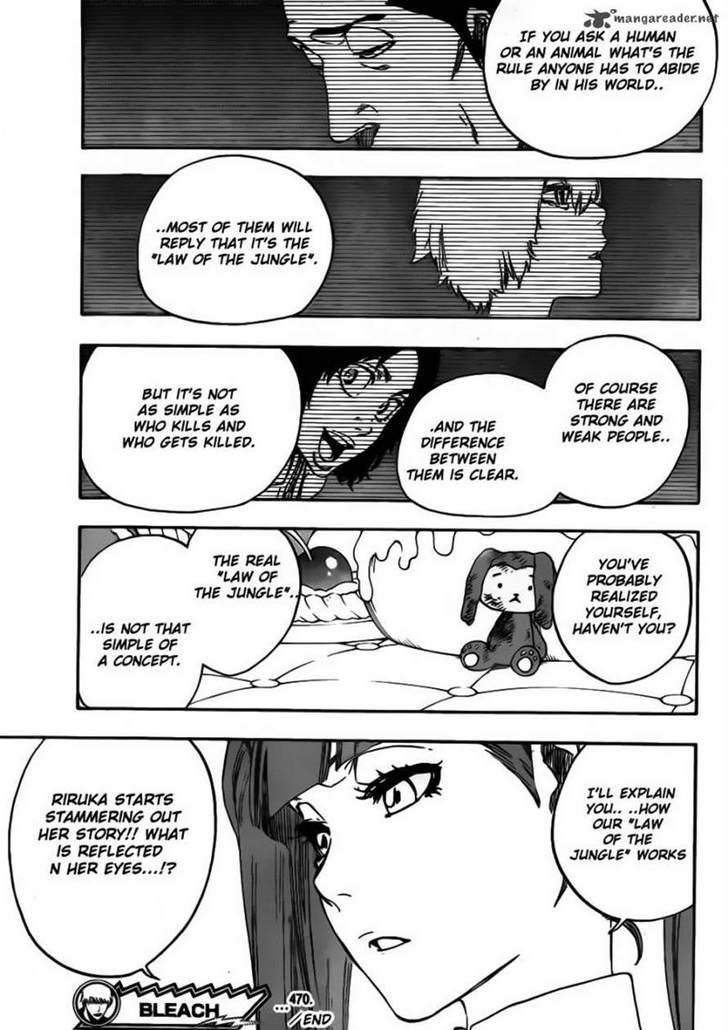 mangareader.net
IF YOU ASK A HUMAN
OR AN ANIMAL WHAT'S THE
RULE ANYONE HAS TO ABIDE
BY IN HIS WORLD..
..MOST OF THEM WILL
REPLY THAT IT'S THE
"LAW OF THE JUNGLE".
OF COURSE
THERE ARE
STRONG AND
WEAK PEOPLE..
.AND THE
DIFFERENCE
BETWEEN
THEM IS CLEAR.
BUT IT'S NOT
AS SIMPLE AS
WHO KILLS AND
WHO GETS KILLED.
YOU'VE
PROBABLY
REALIZED
YOURSELF,
HAVEN'T YOU?
THE REAL
"LAW OF
THE JUNGLE"..
..IS NOT THAT
SIMPLE OF
A CONCEPT.
I'LL EXPLAIN
YOU.. ..HOW
OUR "LAW
OF THE
JUNGLE" WORKS
RIRUKA STARTS
STAMMERING OUT
HER STORY!! WHAT
IS REFLECTED
N HER EYES...!?
BLEACH
...470.
/END